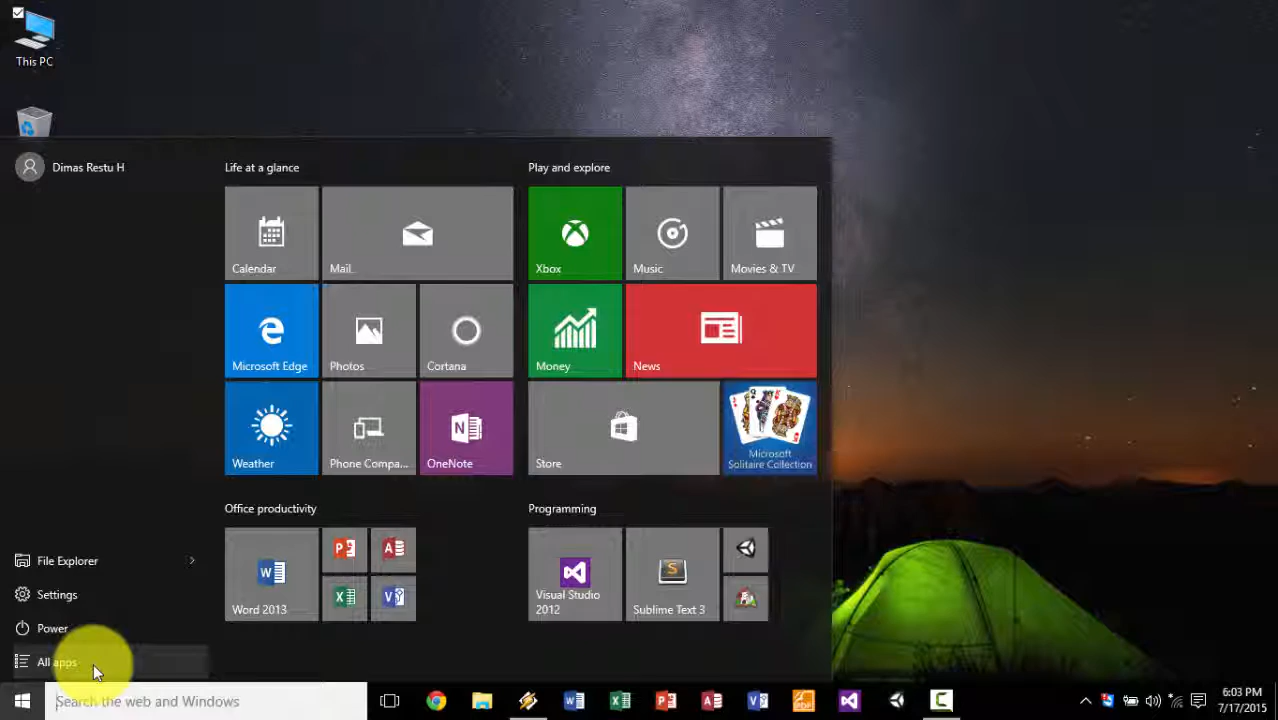 This PC
Dimas Restu H
Life at a glance
Play and explore
Calendar
Mail
Xbox
Music
Movies & TV
Microsoft Edge
Photos
Cortana
Money
News
Weather
Phone Compa...
OneNote
Store
Microsoft
Solitaire Collection
Office productivity
Programming
Word 2013
Visual Studio
2012
Sublime Text 3
File Explorer
Settings
Power
All apps
Search the web and Windows
6:03 PM
7/17/2015